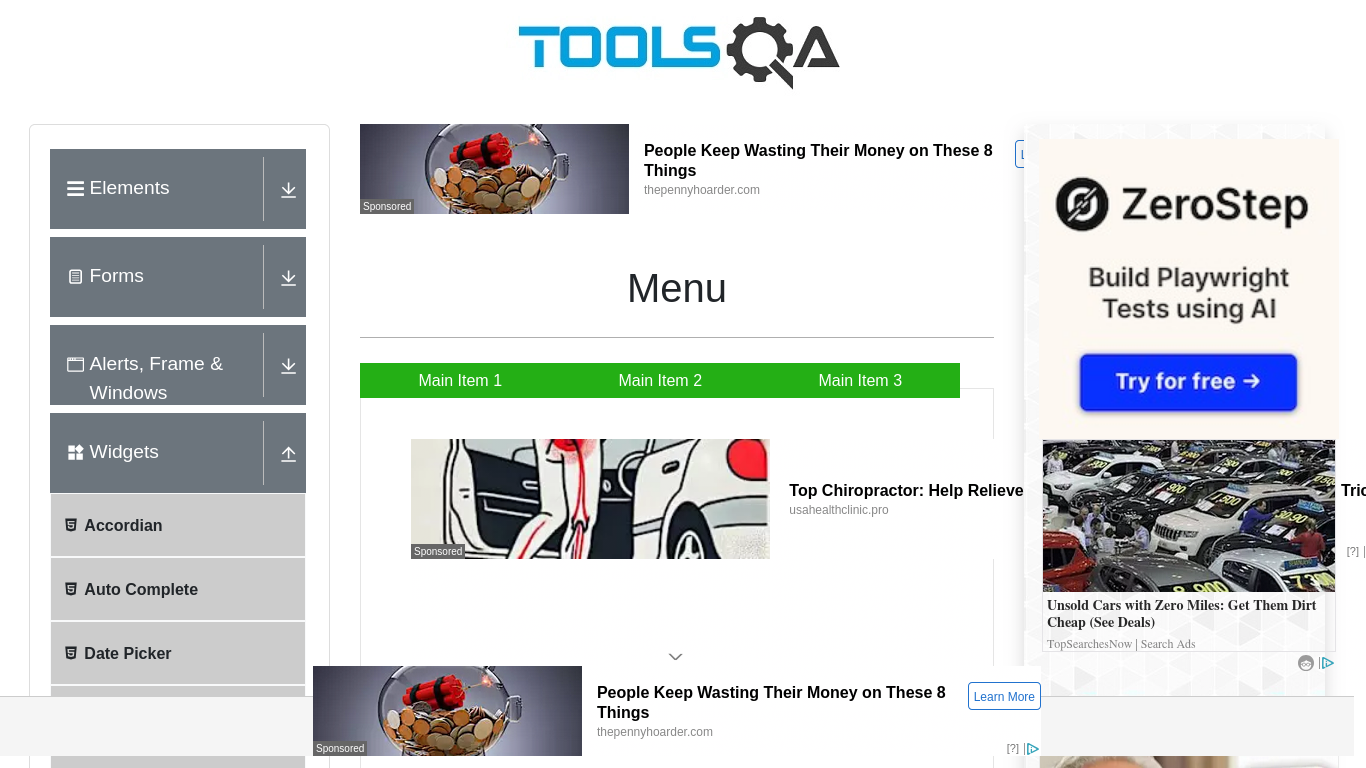 TOOLSQA
Elements
Forms
Alerts, Frame &
Windows
Widgets
Accordian
Auto Complete
Date Picker
Sponsored
People Keep Wasting Their Money on These 8
Things
thepennyhoarder.com
Menu
Main Item 1
Main Item 2
Main Item 3
Sponsored
Top Chiropractor: Help Relieve
usahealthclinic.pro
[?]
ZeroStep
Build Playwright
Tests using AI
Try for free →
Unsold Cars with Zero Miles: Get Them Dirt
Cheap (See Deals)
TopSearchesNow | Search Ads
Sponsored
People Keep Wasting Their Money on These 8
Things
thepennyhoarder.com
Learn More
[?]